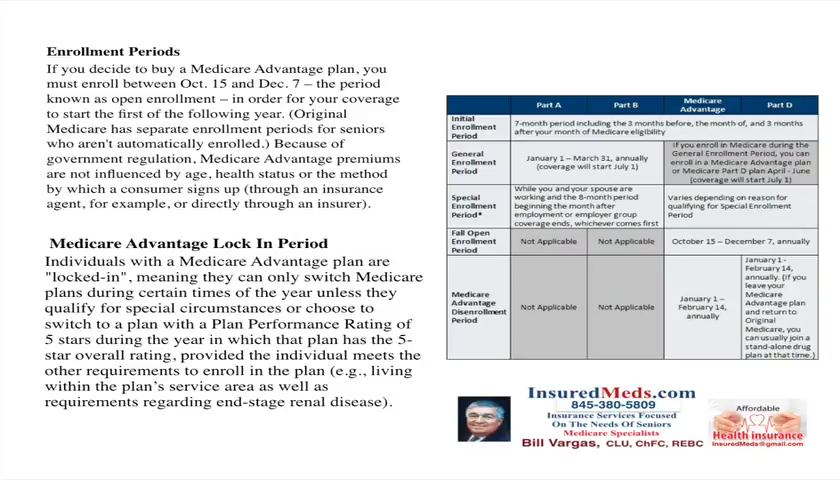 Enrollment Periods
If you decide to buy a Medicare Advantage plan, you
must enroll between Oct. 15 and Dec. 7 – the period
known as open enrollment – in order for your coverage
to start the first of the following year. (Original
Medicare has separate enrollment periods for seniors
who aren't automatically enrolled.) Because of
government regulation, Medicare Advantage premiums
are not influenced by age, health status or the method
by which a consumer signs up (through an insurance
agent, for example, or directly through an insurer).
Medicare Advantage Lock In Period
Individuals with a Medicare Advantage plan are
"locked-in", meaning they can only switch Medicare
plans during certain times of the year unless they
qualify for special circumstances or choose to
switch to a plan with a Plan Performance Rating of
5 stars during the year in which that plan has the 5-
star overall rating, provided the individual meets the
other requirements to enroll in the plan (e.g., living
within the plan's service area as well as
requirements regarding end-stage renal disease).
Part A Part B Medicare Advantage Part D
Initial
Enrollment
Period
7-month period including the 3 months before, the month of, and 3 months
after your month of Medicare eligibility
General
Enrollment
Period
January 1 – March 31, annually
(coverage will start July 1)
If you enroll in Medicare during the
General Enrollment Period, you can
enroll in a Medicare Advantage plan
or Medicare Part D plan April - June
(coverage will start July 1)
Special
Enrollment
Period*
While you and your spouse are
working and the 8-month period
beginning the month after
employment or employer group
coverage ends, whichever comes first
Varies depending on reason for
qualifying for Special Enrollment
Period
Fall Open
Enrollment
Period
Not Applicable
Not Applicable
October 15 – December 7, annually
Medicare
Advantage
Disenrollment
Period
Not Applicable
Not Applicable
January 1 –
February 14,
annually
January 1 -
February 14,
annually. (If you
leave your
Medicare
Advantage plan
and return to
Original
Medicare, you
can usually join a
stand-alone drug
plan at that time.)
InsuredMeds.com
845-380-5809
Insurance Services Focused
On The Needs Of Seniors
Medicare Specialists
Bill Vargas, CLU, ChFC, REBC
Affordable
Health insurance
InsuredMeds@gmail.com